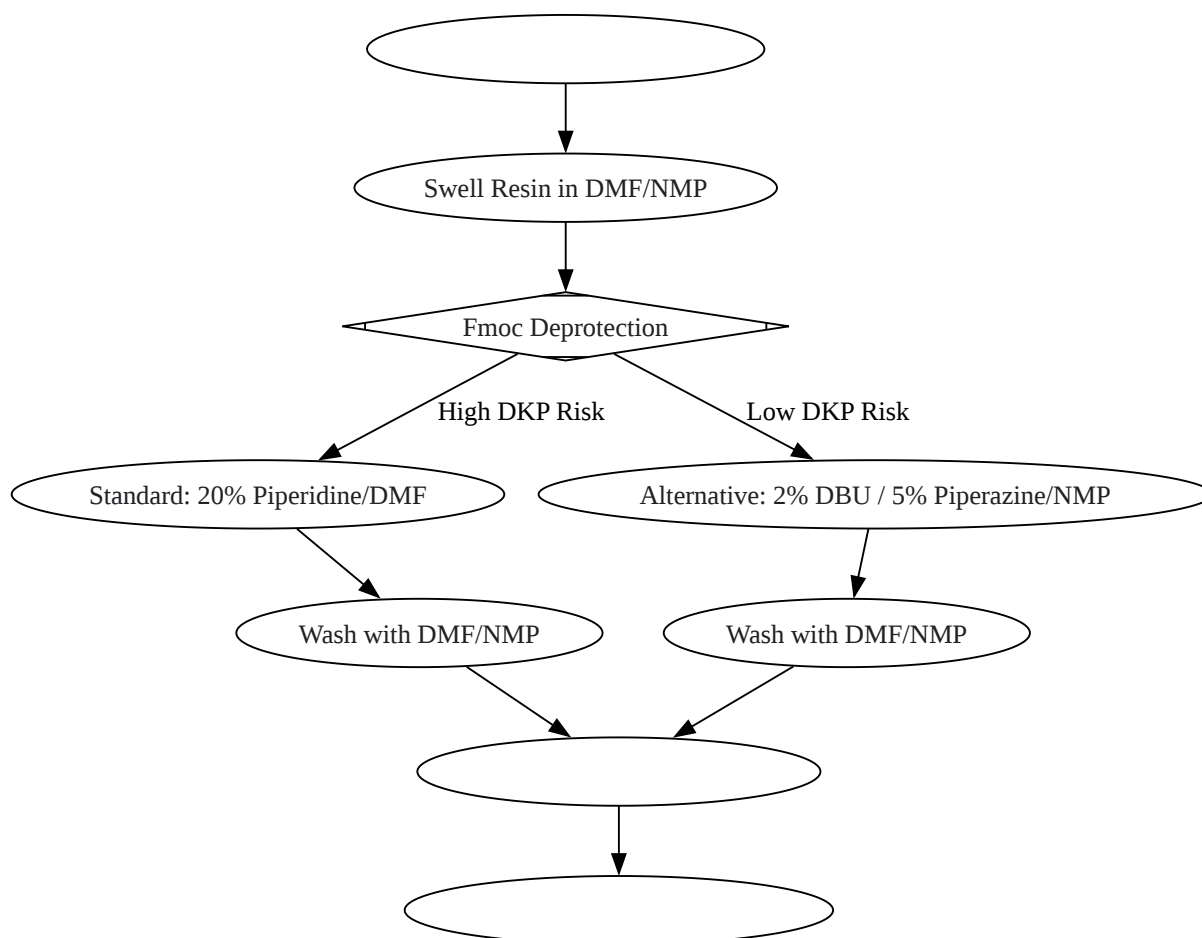 Swell Resin in DMF/NMP
Fmoc Deprotection
High DKP Risk
Low DKP Risk
Standard: 20% Piperidine/DMF
Alternative: 2% DBU / 5% Piperazine/NMP
Wash with DMF/NMP
Wash with DMF/NMP